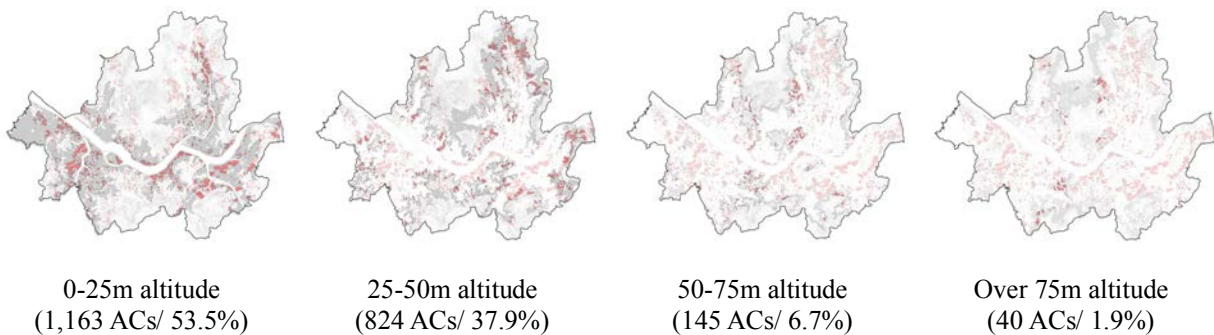 0-25m altitude
(1,163 ACs/ 53.5%)
25-50m altitude
(824 ACs/ 37.9%)
50-75m altitude
(145 ACs/ 6.7%)
Over 75m altitude
(40 ACs/ 1.9%)